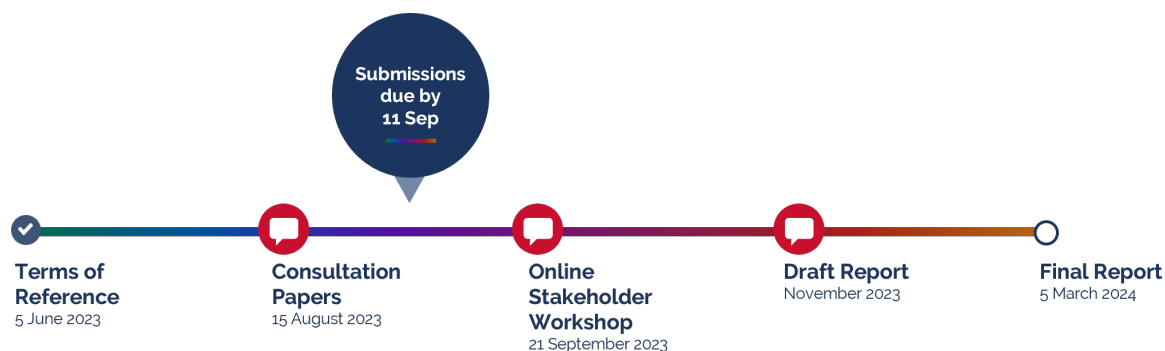 Submissions
due by
11 Sep
Terms of
Reference
5 June 2023
Consultation
Papers
15 August 2023
Online
Stakeholder
Workshop
21 September 2023
Draft Report
November 2023
Final Report
5 March 2024